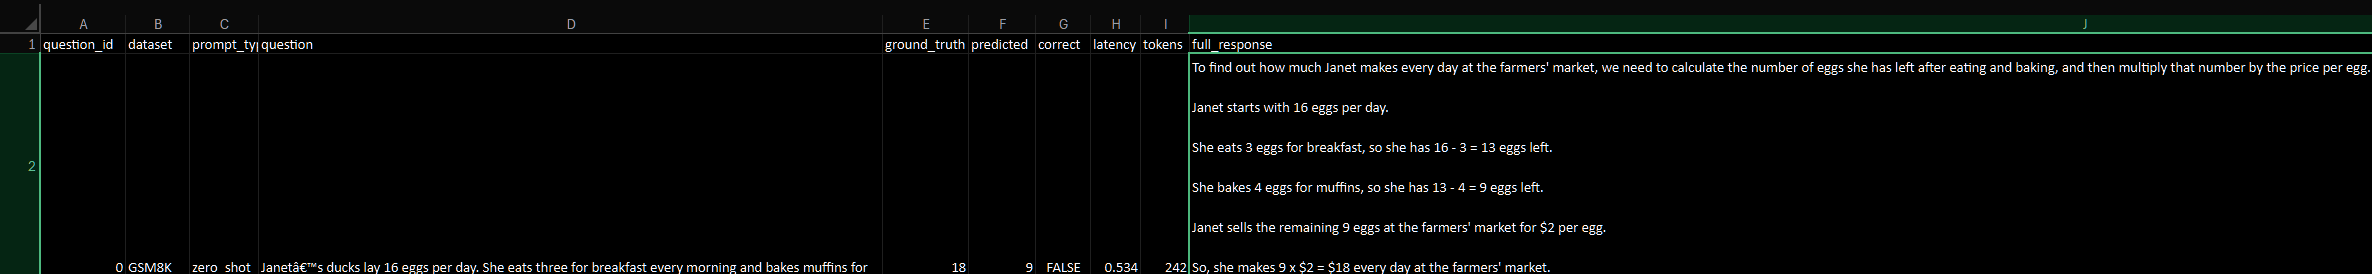 A B C D E F G H I J
1 question_id dataset prompt_ty question ground_truth predicted correct latency tokens full_response
To find out how much Janet makes every day at the farmers' market, we need to calculate the number of eggs she has left after eating and baking, and then multiply that number by the price per egg.
Janet starts with 16 eggs per day.
She eats 3 eggs for breakfast, so she has 16 - 3 = 13 eggs left.
2
She bakes 4 eggs for muffins, so she has 13 - 4 = 9 eggs left.
Janet sells the remaining 9 eggs at the farmers' market for $2 per egg.
0 GSM8K zero_shot Janetâ€™s ducks lay 16 eggs per day. She eats three for breakfast every morning and bakes muffins for 18 9 FALSE 0.534 242 So, she makes 9 x $2 = $18 every day at the farmers' market.